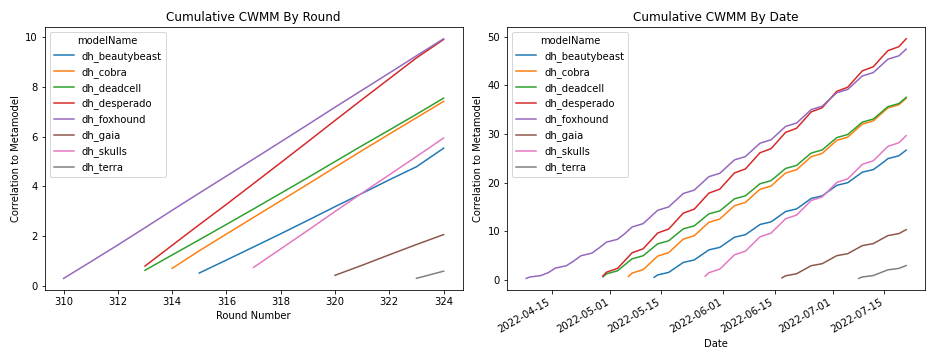 Cumulative CWMM By Round
Correlation to Metamodel
10
8
6
4
2
0
modelName
dh_beautybeast
dh_cobra
dh_deadcell
dh_desperado
dh_foxhound
dh_gaia
dh_skulls
dh_terra
310 312 314 316 318 320 322 324
Round Number
Cumulative CWMM By Date
Correlation to Metamodel
50
40
30
20
10
0
modelName
dh_beautybeast
dh_cobra
dh_deadcell
dh_desperado
dh_foxhound
dh_gaia
dh_skulls
dh_terra
2022-04-15 2022-05-01 2022-05-15 2022-06-01 2022-06-15 2022-07-01 2022-07-15
Date